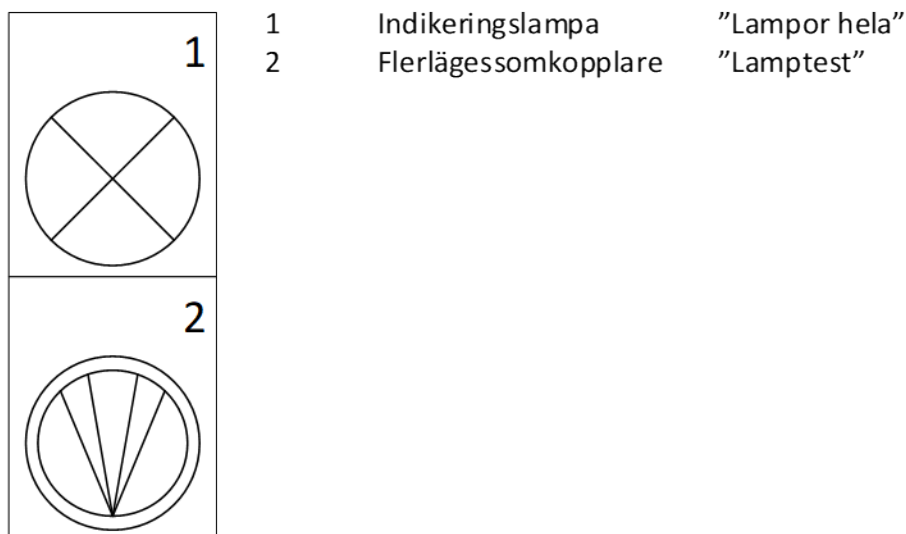 1
1 Indikeringslampa ”Lampor hela”
2 Flerlägessomkopplare ”Lamptest”
2